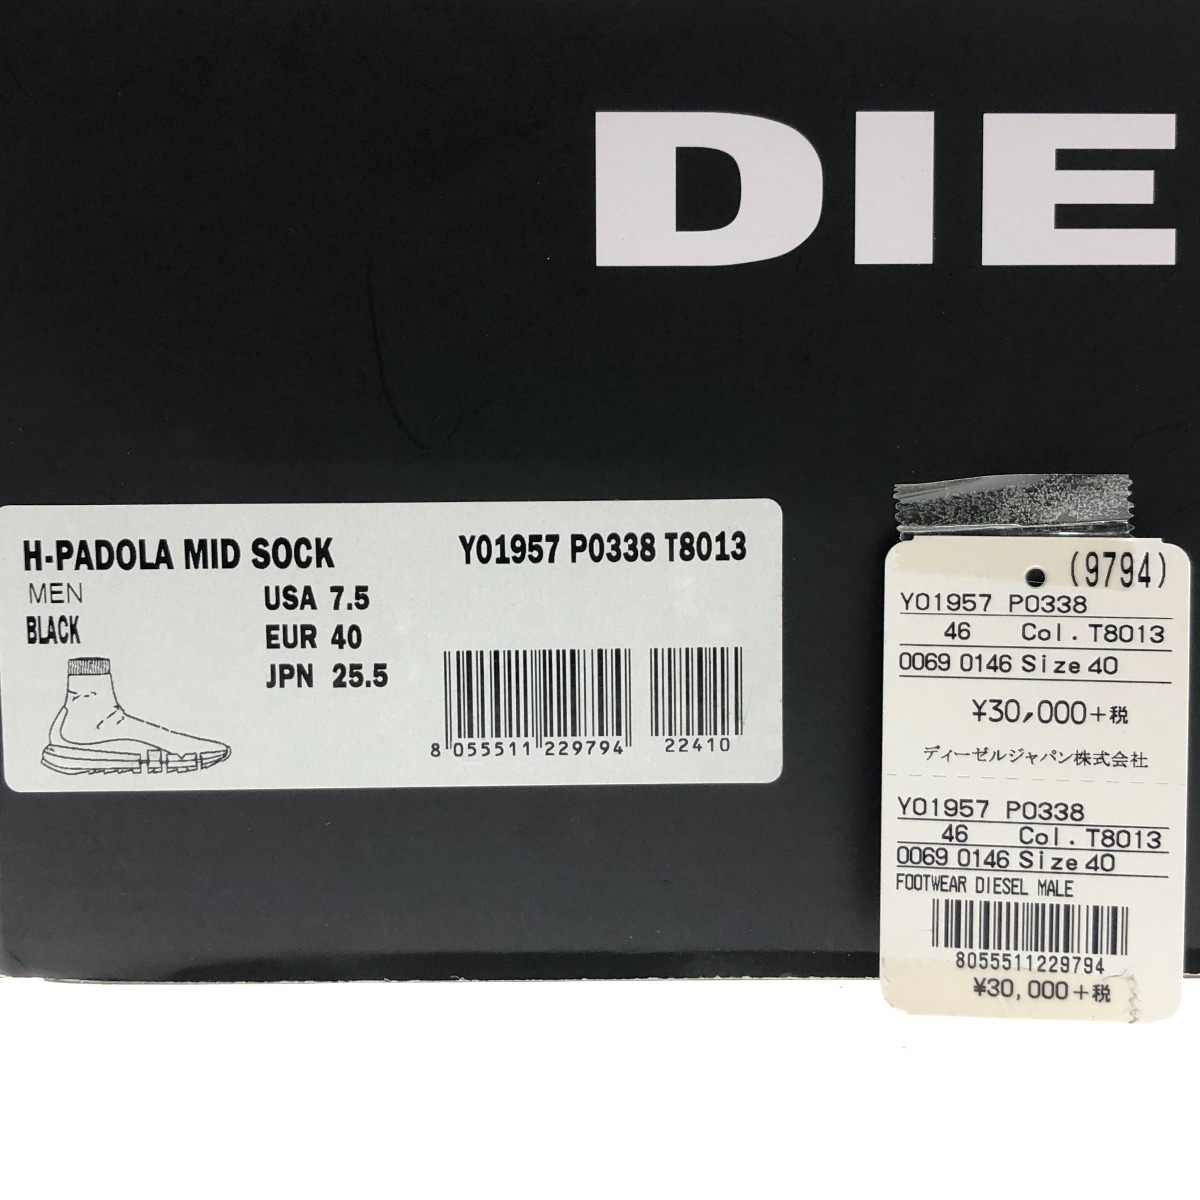 DIE
H-PADOLA MID SOCK
Y01957 P0338 T8013
MEN
USA 7.5
BLACK
EUR 40
JPN 25.5
8 055511 229794
22410
(9794)
Y01957 P0338
46 Col. T8013
0069 0146 Size 40
¥30,000+税
ディーゼルジャパン株式会社
Y01957 P0338
46 Col. T8013
0069 0146 Size 40
FOOTWEAR DIESEL MALE
8055511229794
¥30,000+税